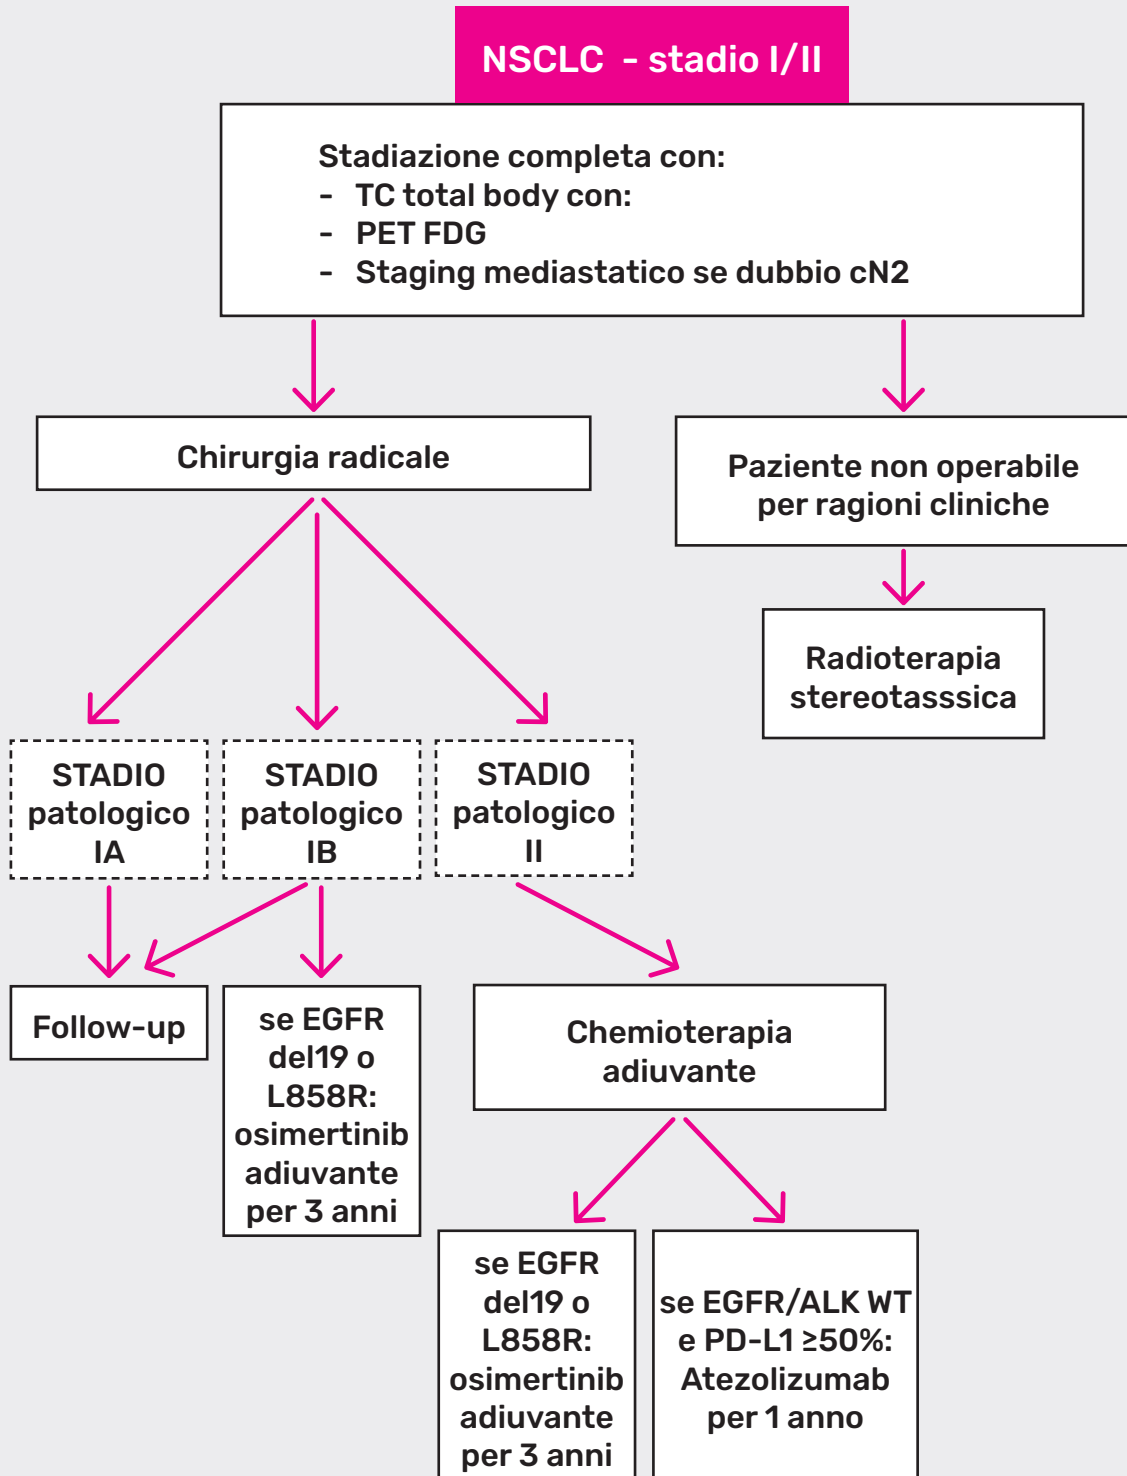 NSCLC - stadio I/II
Stadiazione completa con:
- TC total body con:
- PET FDG
- Staging mediastatico se dubbio cN2
Chirurgia radicale
Paziente non operabile
per ragioni cliniche
Radioterapia
stereotasssica
STADIO
patologico
IA
STADIO
patologico
IB
STADIO
patologico
II
Follow-up
se EGFR
del19 o
L858R:
osimertinib
adiuvante
per 3 anni
Chemioterapia
adiuvante
se EGFR
del19 o
L858R:
osimertinib
adiuvante
per 3 anni
se EGFR/ALK WT
e PD-L1 ≥50%:
Atezolizumab
per 1 anno